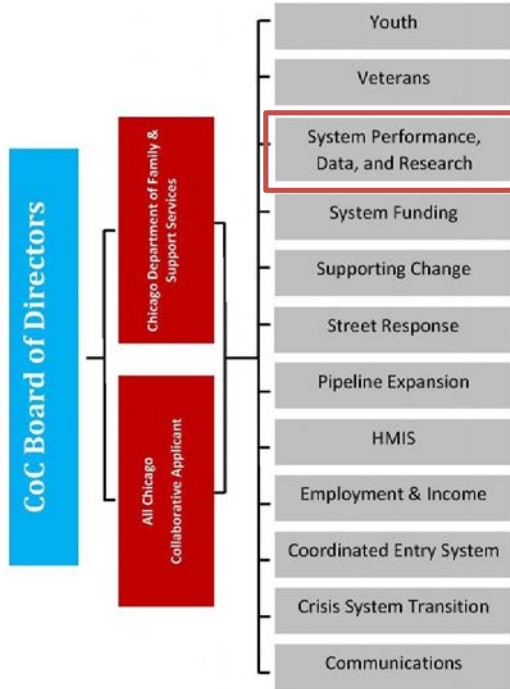 CoC Board of Directors
Chicago Department of Family &
Support Services
All Chicago
Collaborative Applicant
Youth
Veterans
System Performance,
Data, and Research
System Funding
Supporting Change
Street Response
Pipeline Expansion
HMIS
Employment & Income
Coordinated Entry System
Crisis System Transition
Communications